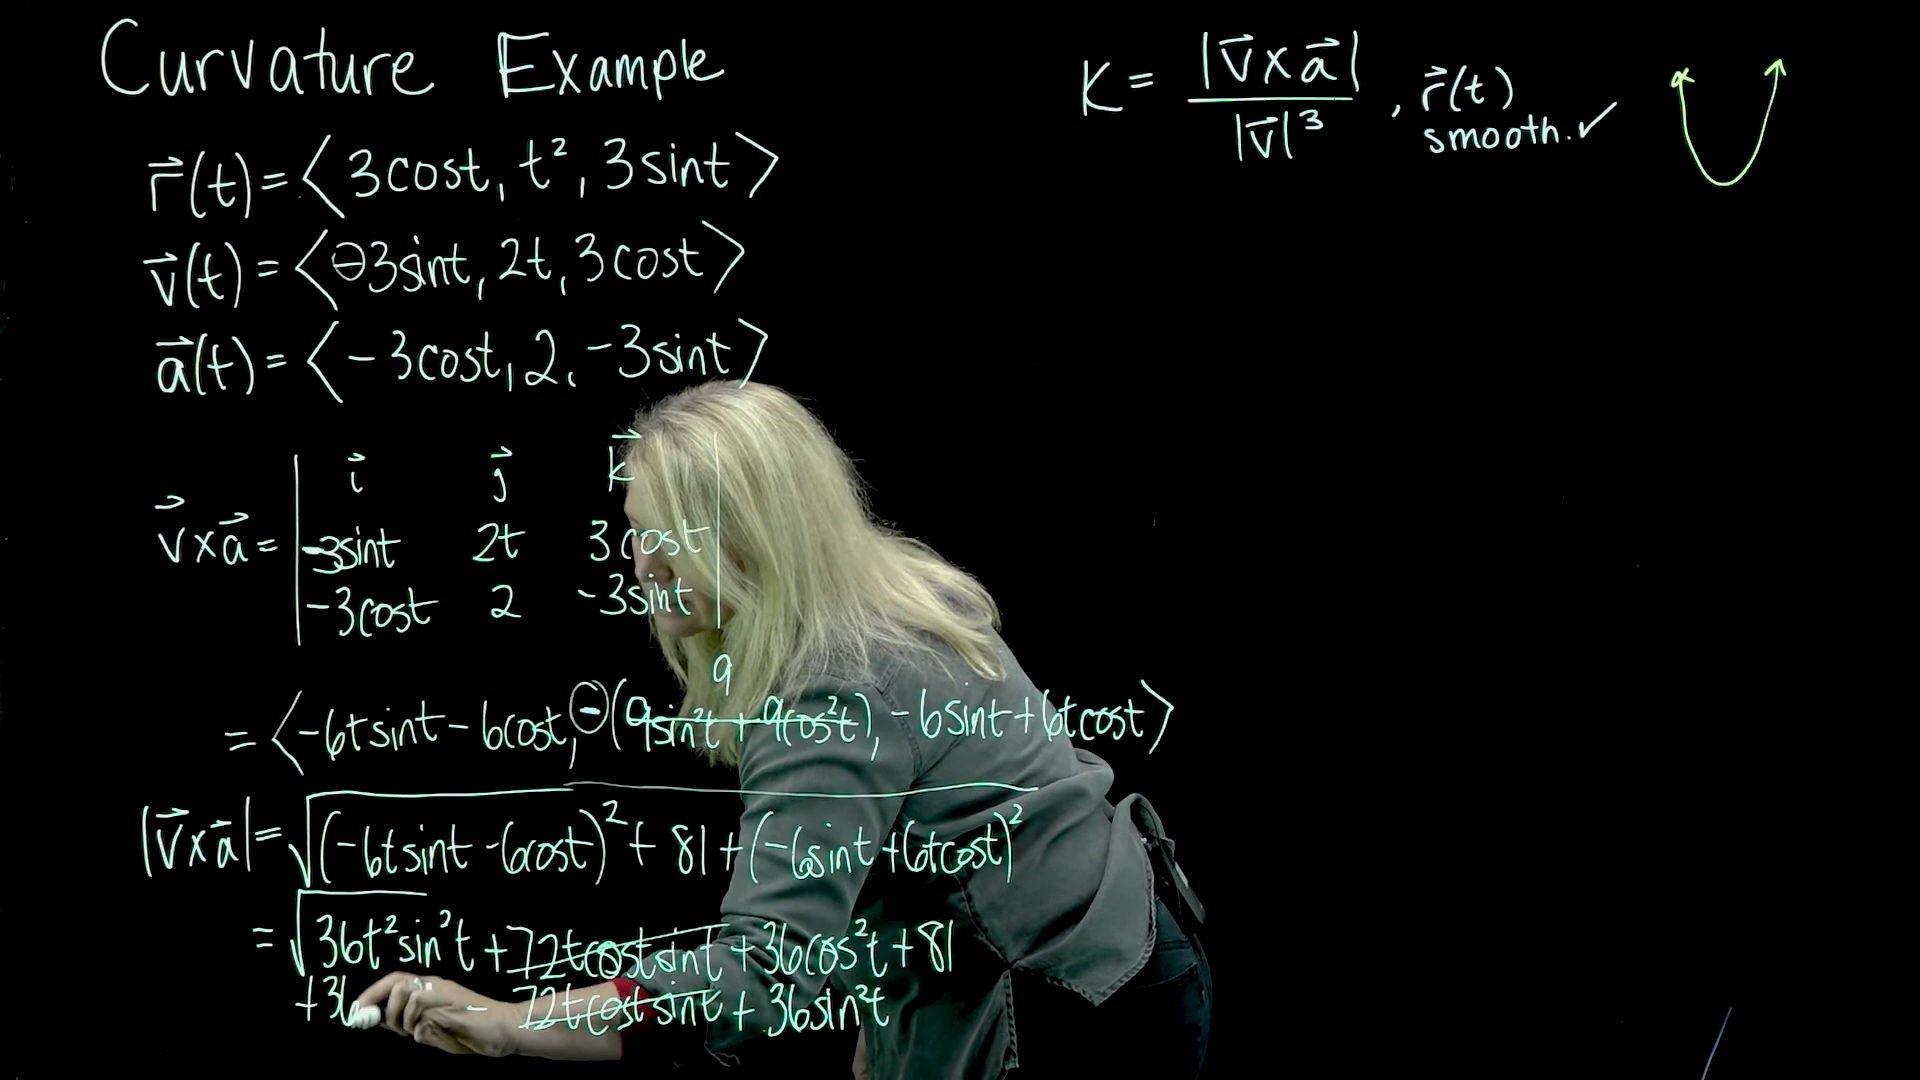 Curvature Example
K = |v⃗ x a⃗| / |v⃗|³ , r⃗(t) smooth. ✓
r⃗(t) = ⟨3cost, t², 3sint⟩
v⃗(t) = ⟨-3sint, 2t, 3cost⟩
a⃗(t) = ⟨-3cost, 2, -3sint⟩
i⃗ j⃗ k⃗
v⃗ x a⃗ = | -3sint 2t 3cost |
-3cost 2 -3sint
9
= ⟨-6tsint - 6cost, -(9sin²t + 9cos²t), -6sint + 6tcost⟩
|v⃗ x a⃗| = √(-6tsint - 6cost)² + 81 + (-6sint + 6tcost)²
= √36t²sin²t + 72tcostsint + 36cos²t + 81
+36 - 72tcostsint + 36sin²t